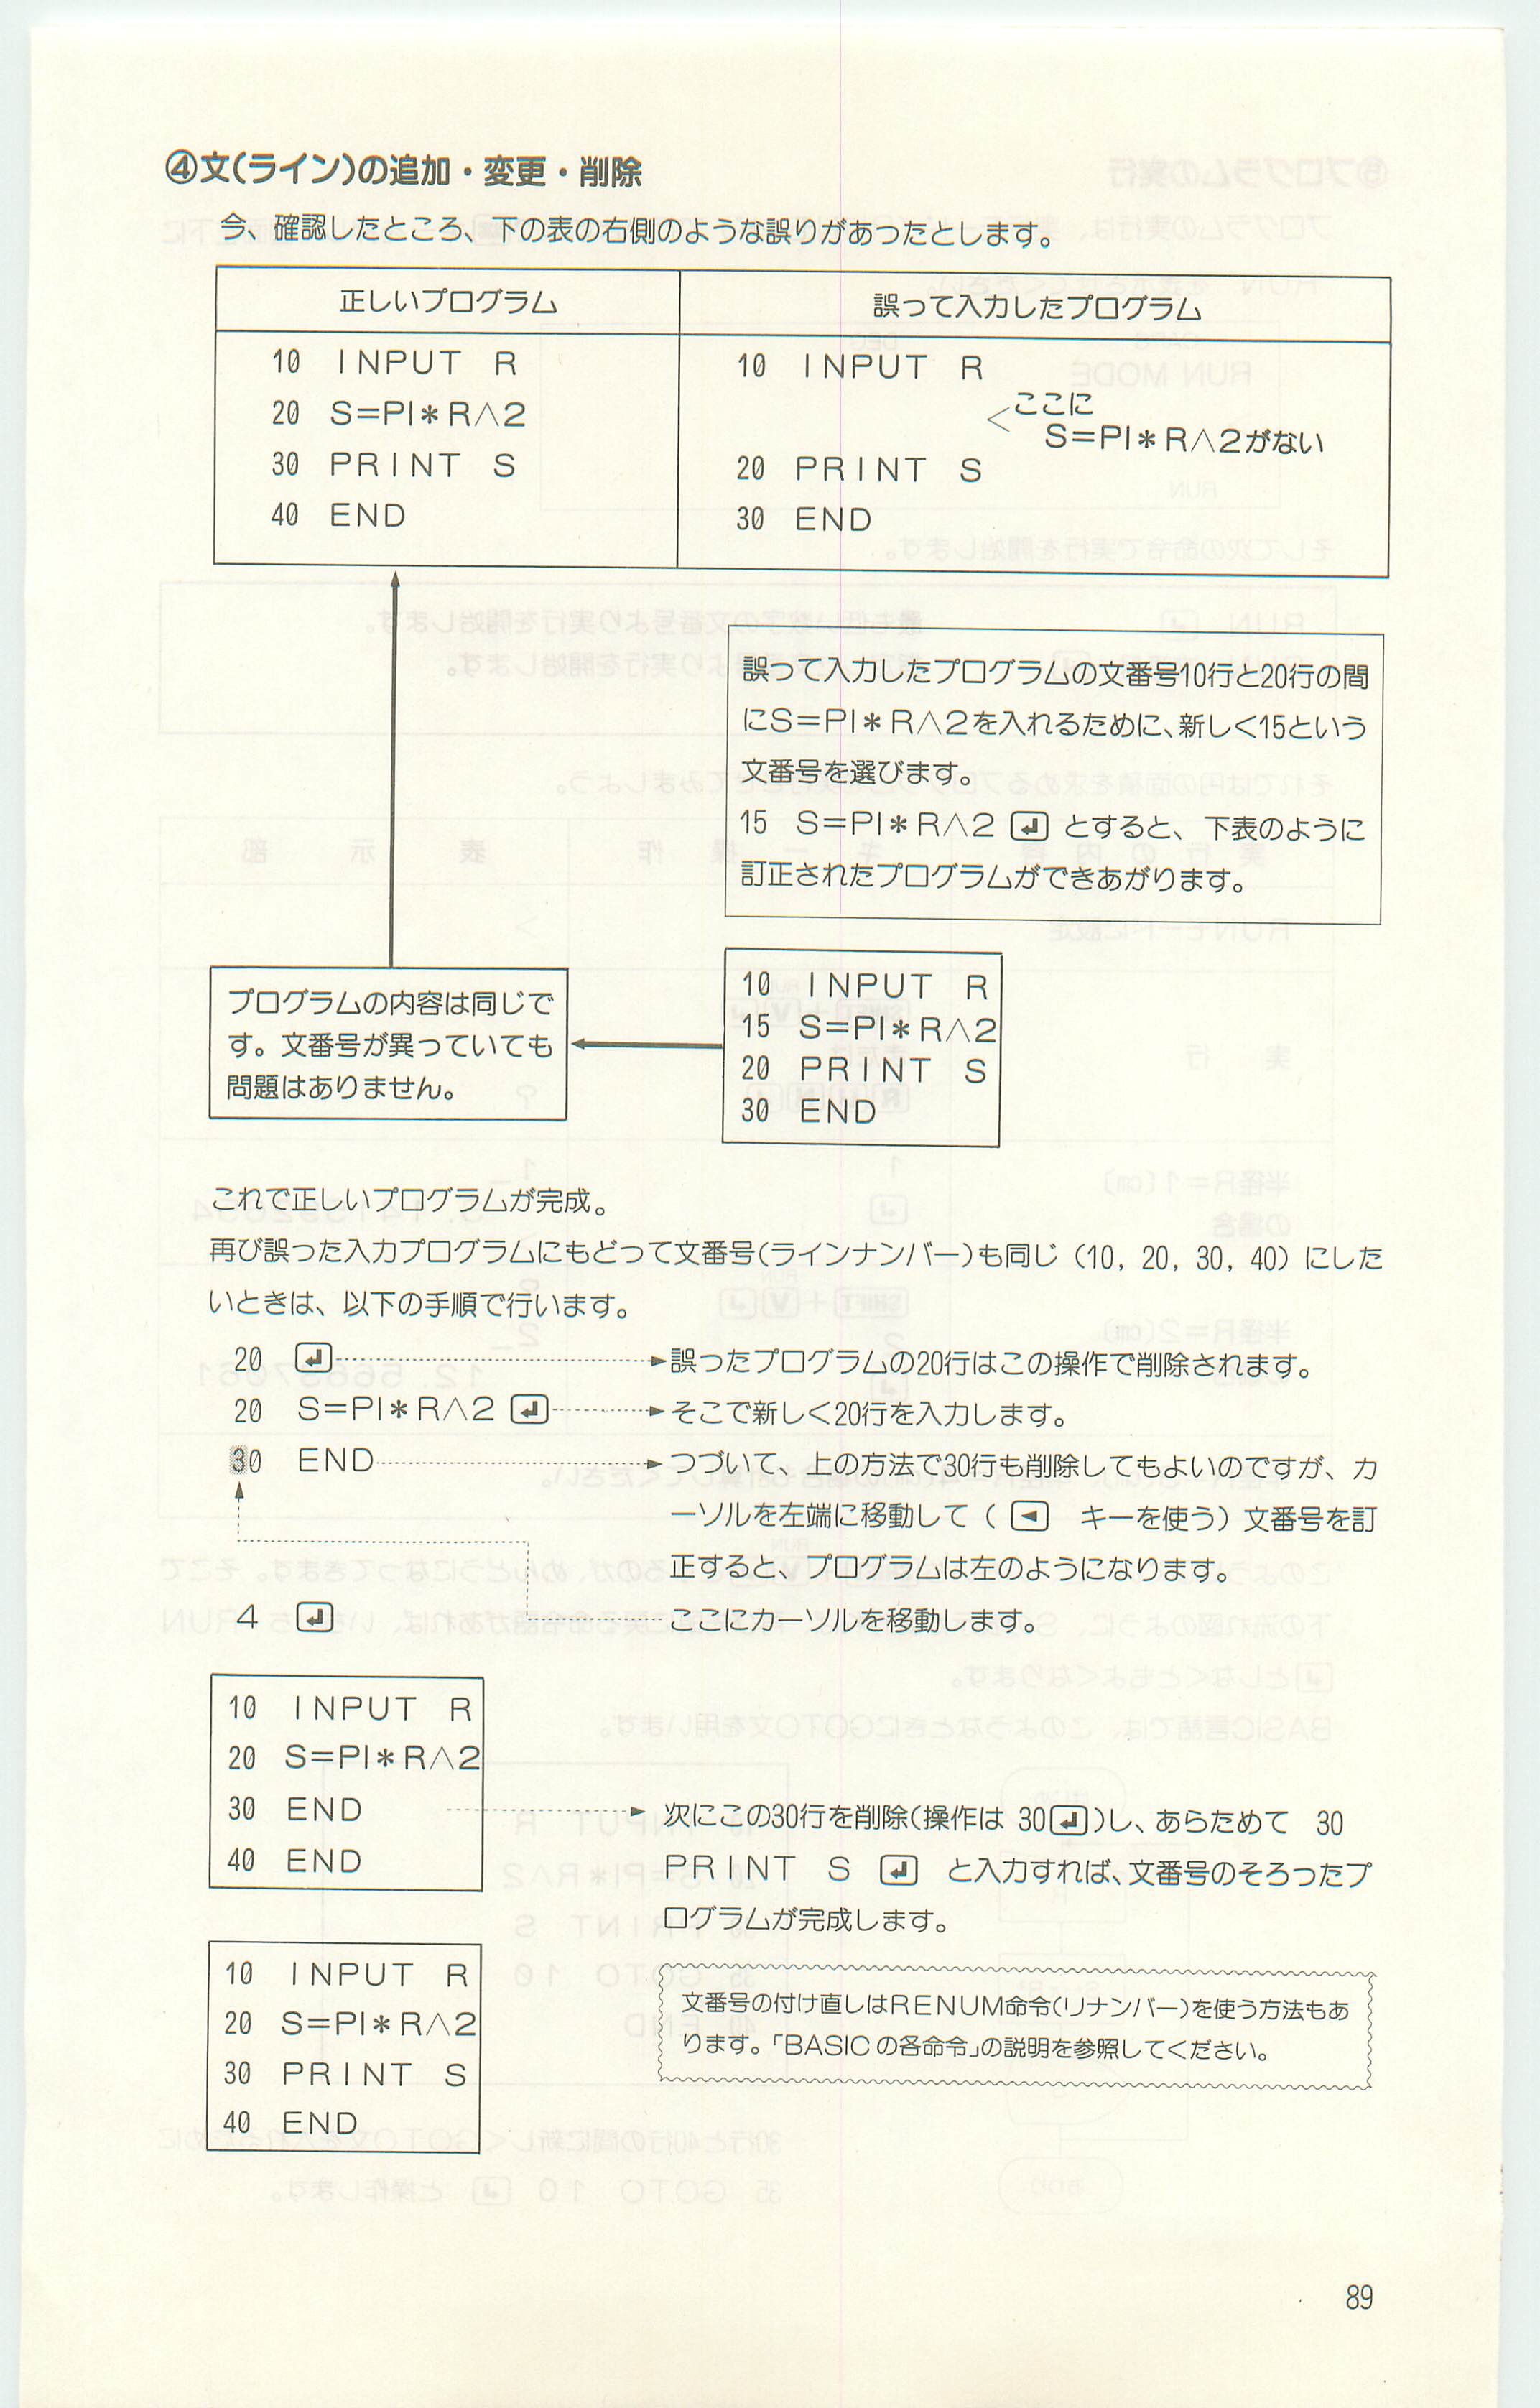 ④文(ライン)の追加・変更・削除
今、確認したところ、下の表の右側のような誤りがあったとします。
正しいプログラム
10 INPUT R
20 S=PI＊R∧2
30 PRINT S
40 END
誤って入力したプログラム
10 INPUT R
＜ここに
S=PI＊R∧2がない
20 PRINT S
30 END
誤って入力したプログラムの文番号10行と20行の間
にS=PI＊R∧2を入れるために、新しく15という
文番号を選びます。
15 S=PI＊R∧2 ↵ とすると、下表のように
訂正されたプログラムができあがります。
プログラムの内容は同じで
す。文番号が異っていても
問題はありません。
10 INPUT R
15 S=PI＊R∧2
20 PRINT S
30 END
これで正しいプログラムが完成。
再び誤った入力プログラムにもどって文番号(ラインナンバー)も同じ（10, 20, 30, 40）にした
いときは、以下の手順で行います。
20 ↵ 誤ったプログラムの20行はこの操作で削除されます。
20 S=PI＊R∧2 ↵ そこで新しく20行を入力します。
30 END つづいて、上の方法で30行も削除してもよいのですが、カ
ーソルを左端に移動して（ ◄ キーを使う）文番号を訂
正すると、プログラムは左のようになります。
4 ↵ ここにカーソルを移動します。
10 INPUT R
20 S=PI＊R∧2
30 END
40 END
次にこの30行を削除(操作は 30↵)し、あらためて 30
PRINT S ↵ と入力すれば、文番号のそろったプ
ログラムが完成します。
10 INPUT R
20 S=PI＊R∧2
30 PRINT S
40 END
文番号の付け直しはRENUM命令(リナンバー)を使う方法もあ
ります。「BASICの各命令」の説明を参照してください。
89